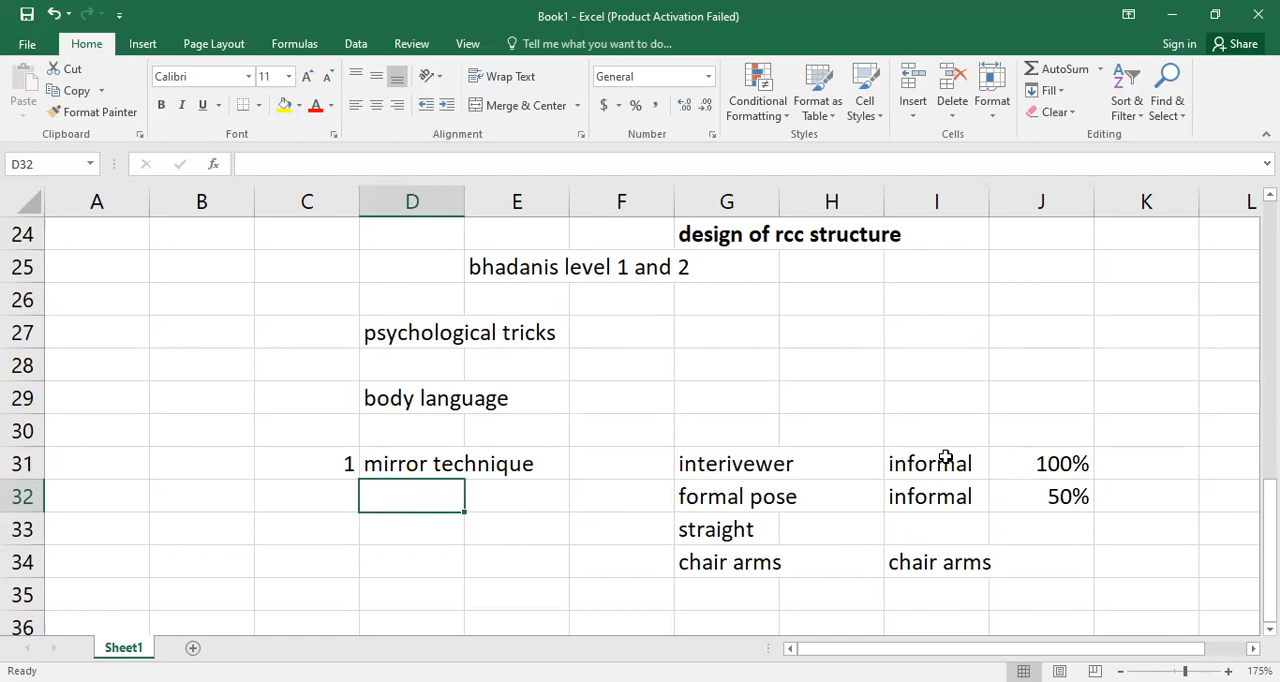 Book1 - Excel (Product Activation Failed)
File Home Insert Page Layout Formulas Data Review View Tell me what you want to do... Sign in Share
Paste Cut Copy Format Painter Clipboard
Calibri 11 B I U A Font
Wrap Text Merge & Center Alignment
General $ % , Number
Conditional Formatting Format as Table Cell Styles Styles
Insert Delete Format Cells
AutoSum Fill Clear Sort & Filter Find & Select Editing
D32 fx
A B C D E F G H I J K L
24 design of rcc structure
25 bhadanis level 1 and 2
26
27 psychological tricks
28
29 body language
30
31 1 mirror technique interivewer informal 100%
32 formal pose informal 50%
33 straight
34 chair arms chair arms
35
36
Sheet1
Ready 175%